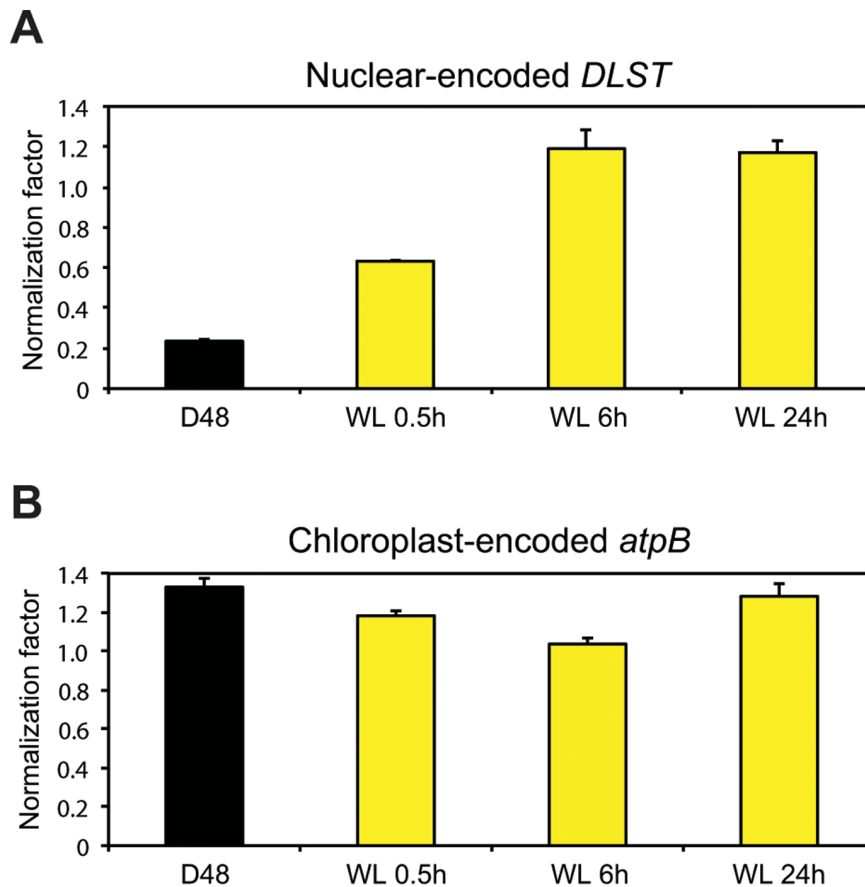 A
Nuclear-encoded DLST
Normalization factor
1.4
1.2
1.0
0.8
0.6
0.4
0.2
0
D48 WL 0.5h WL 6h WL 24h
B
Chloroplast-encoded atpB
Normalization factor
1.4
1.2
1.0
0.8
0.6
0.4
0.2
0
D48 WL 0.5h WL 6h WL 24h